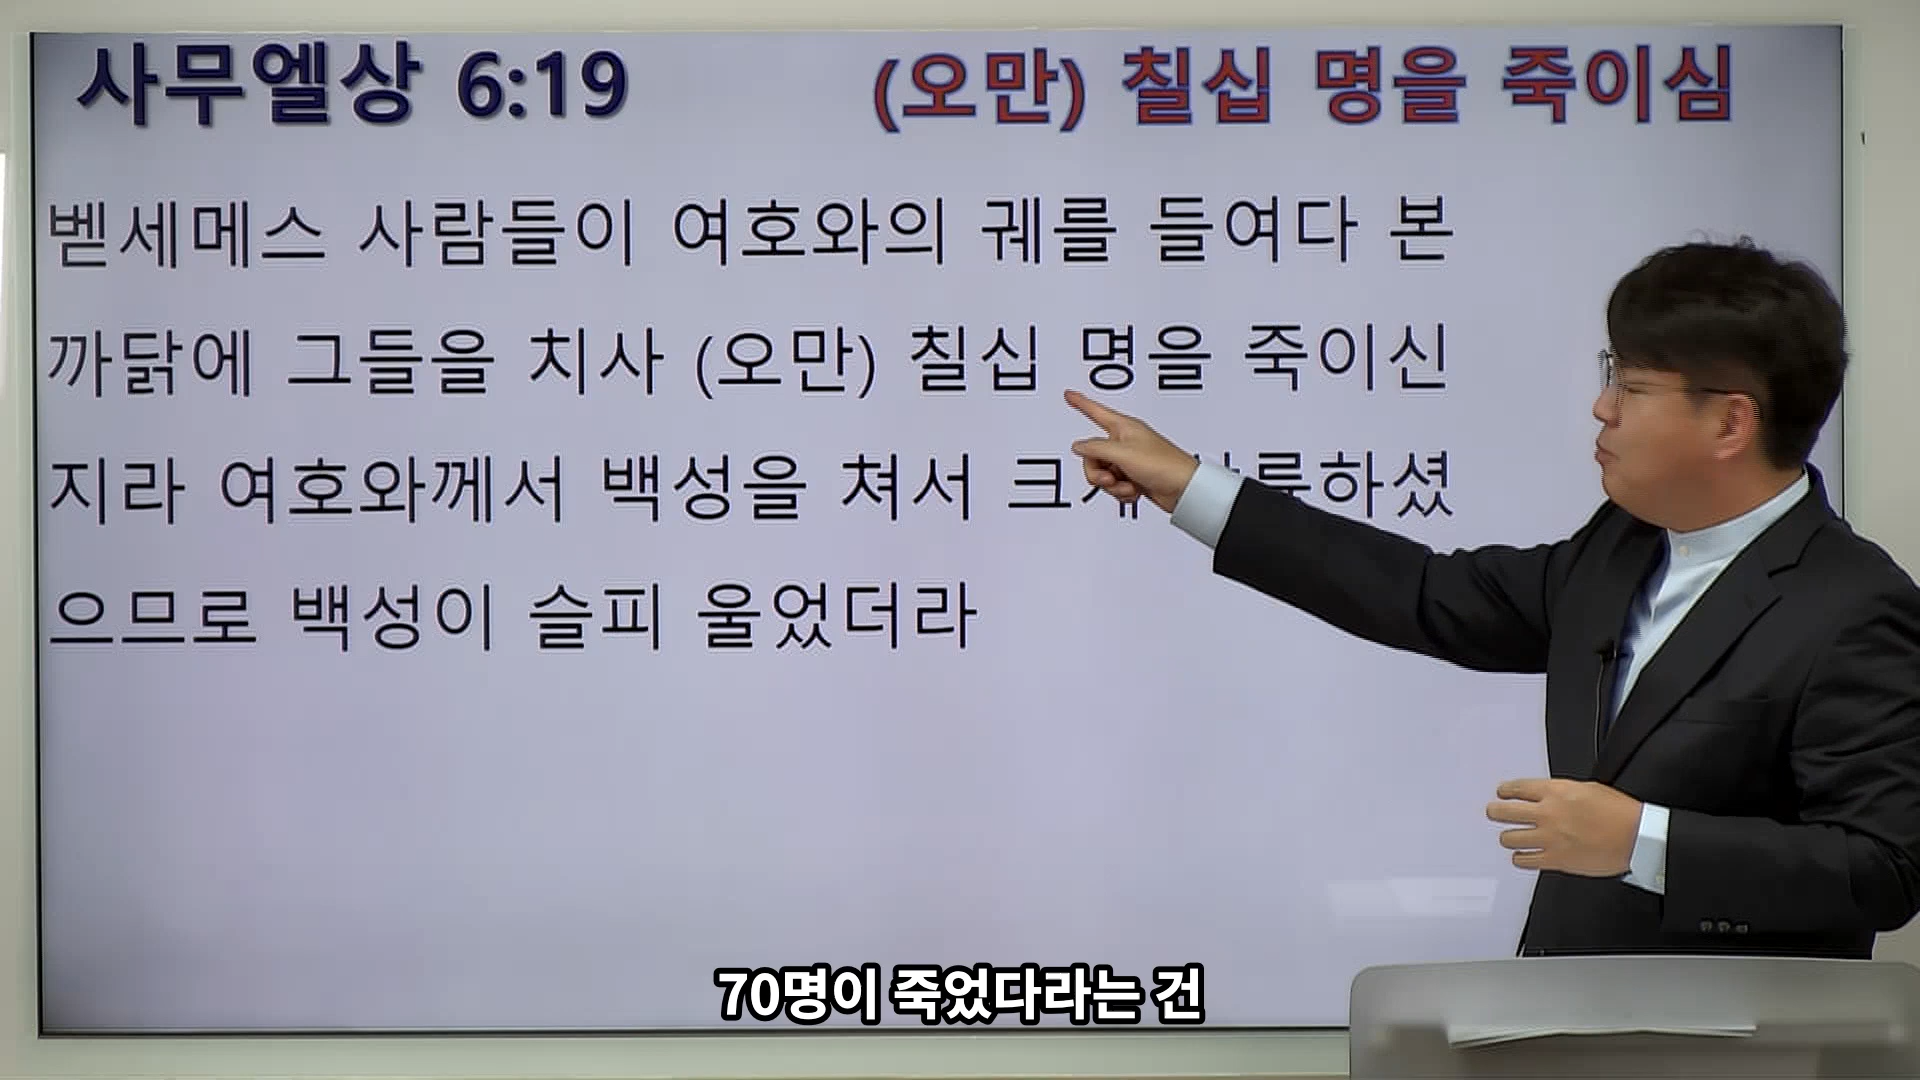 사무엘상 6:19 (오만) 칠십 명을 죽이심
벧세메스 사람들이 여호와의 궤를 들여다 본
까닭에 그들을 치사 (오만) 칠십 명을 죽이신
지라 여호와께서 백성을 쳐서 크게
으므로 백성이 슬피 울었더라
70명이 죽었다라는 건